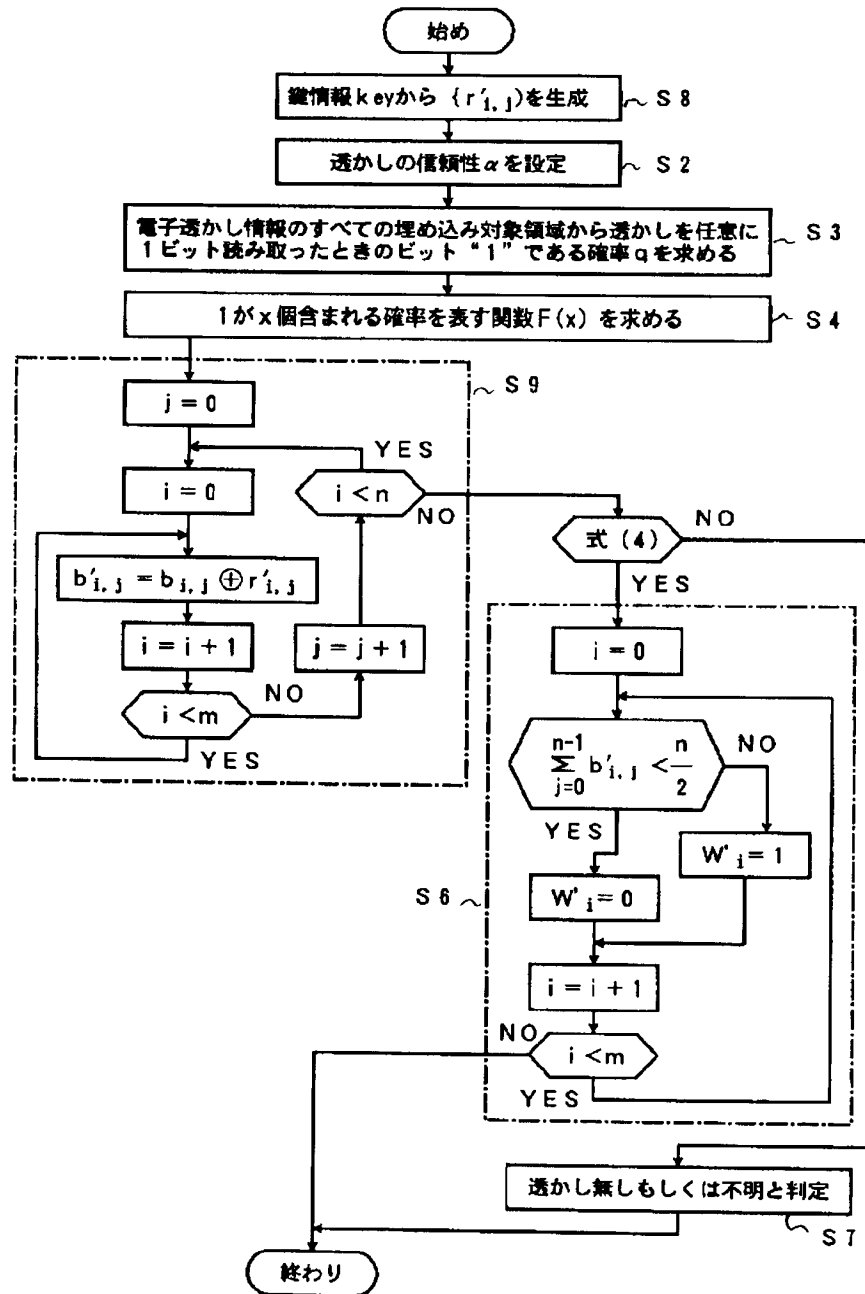 始め
鍵情報keyから {r'i,j)を生成
S8
透かしの信頼性αを設定
S2
電子透かし情報のすべての埋め込み対象領域から透かしを任意に
1ビット読み取ったときのビット“1”である確率qを求める
S3
1がx個含まれる確率を表す関数F(x)を求める
S4
S9
j=0
YES
i=0
i<n
NO
b'i,j=bi,j⊕r'i,j
i=i+1
j=j+1
i<m
NO
YES
式(4)
NO
YES
i=0
n-1
∑ b'i,j < n/2
j=0
NO
YES
W'i=1
S6
W'i=0
i=i+1
NO
i<m
YES
透かし無しもしくは不明と判定
S7
終わり